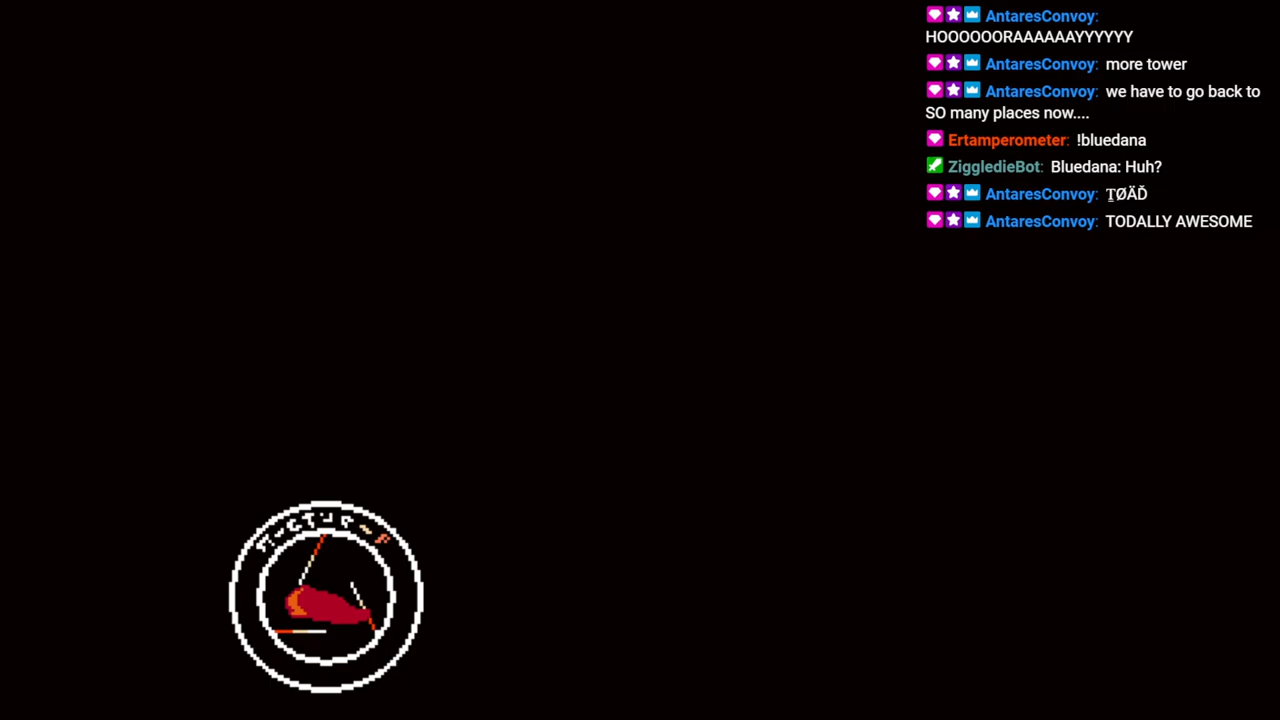 AntaresConvoy:
HOOOOOORAAAAAAYYYYYY
AntaresConvoy: more tower
AntaresConvoy: we have to go back to
SO many places now....
Ertamperometer: !bluedana
ZiggledieBot: Bluedana: Huh?
AntaresConvoy: T̰ØÄĎ
AntaresConvoy: TODALLY AWESOME